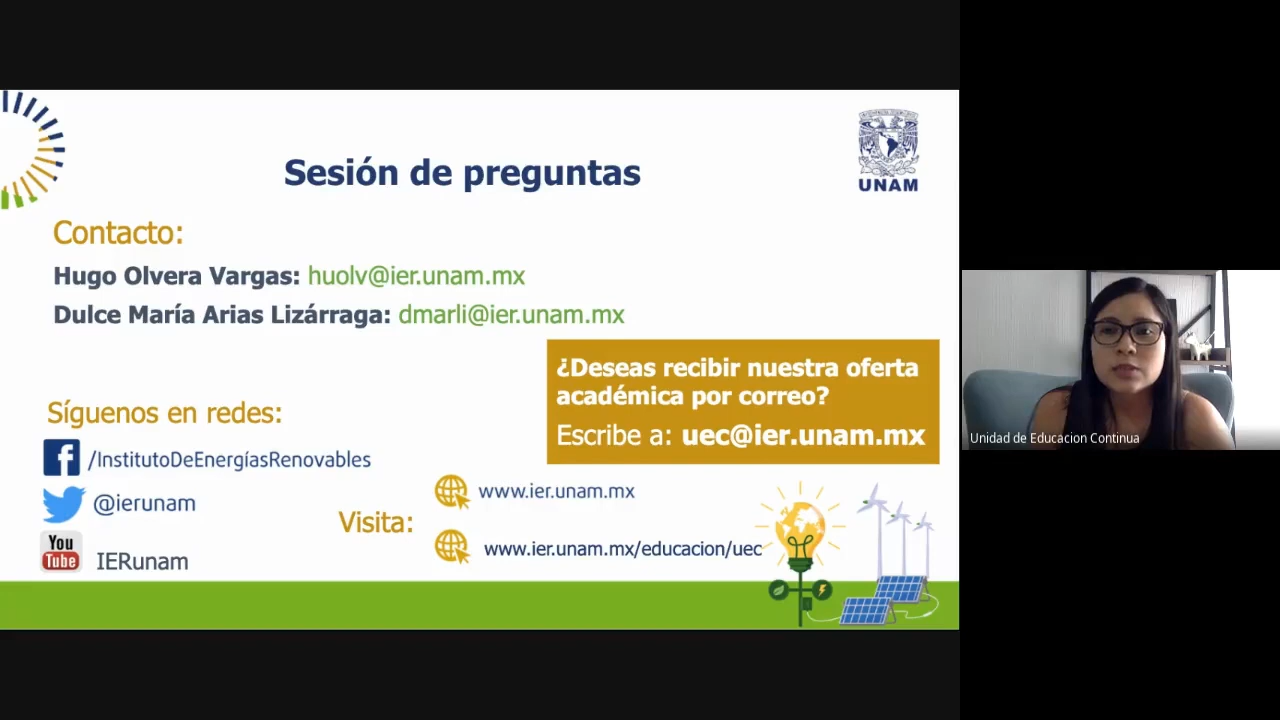 Sesión de preguntas
UNAM
Contacto:
Hugo Olvera Vargas: huolv@ier.unam.mx
Dulce María Arias Lizárraga: dmarli@ier.unam.mx
¿Deseas recibir nuestra oferta
académica por correo?
Escribe a: uec@ier.unam.mx
Síguenos en redes:
/InstitutoDeEnergíasRenovables
@ierunam
You
Tube
IERunam
Visita:
www.ier.unam.mx
www.ier.unam.mx/educacion/uec
Unidad de Educacion Continua